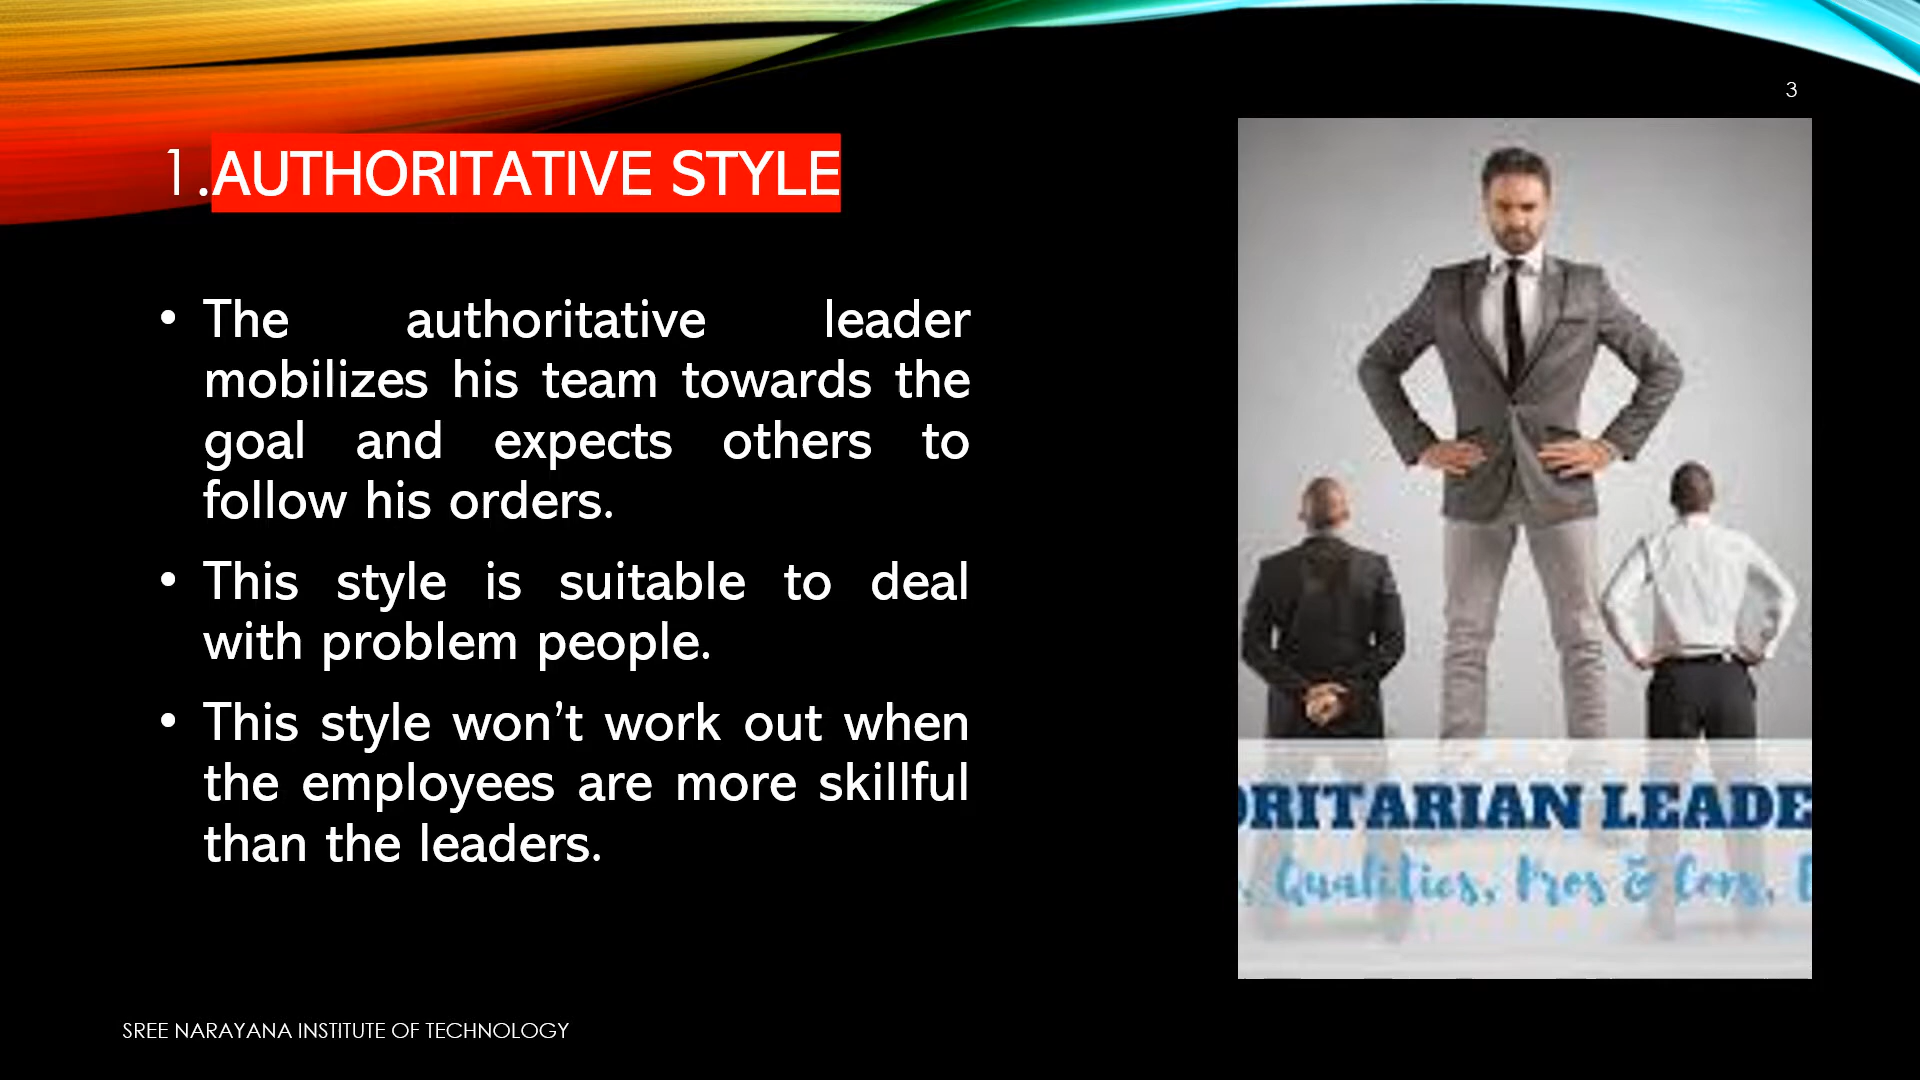 3
1.AUTHORITATIVE STYLE
• The authoritative leader
mobilizes his team towards the
goal and expects others to
follow his orders.
• This style is suitable to deal
with problem people.
• This style won’t work out when
the employees are more skillful
than the leaders.
ORITARIAN LEADE
, Qualities, Pros & Cons, E
SREE NARAYANA INSTITUTE OF TECHNOLOGY